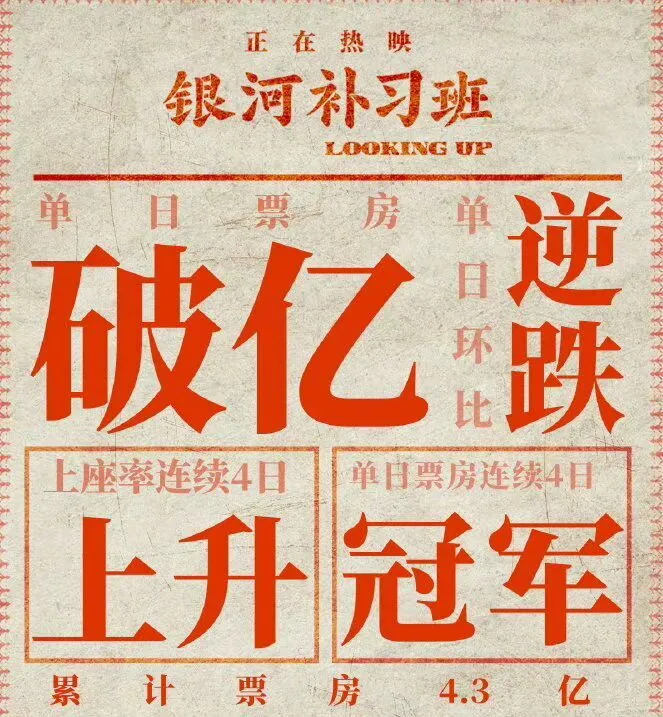 正在热映
银河补习班
LOOKING UP
单日票房
破亿
单日环比
逆跌
上座率连续4日
上升
单日票房连续4日
冠军
累计票房 4.3 亿